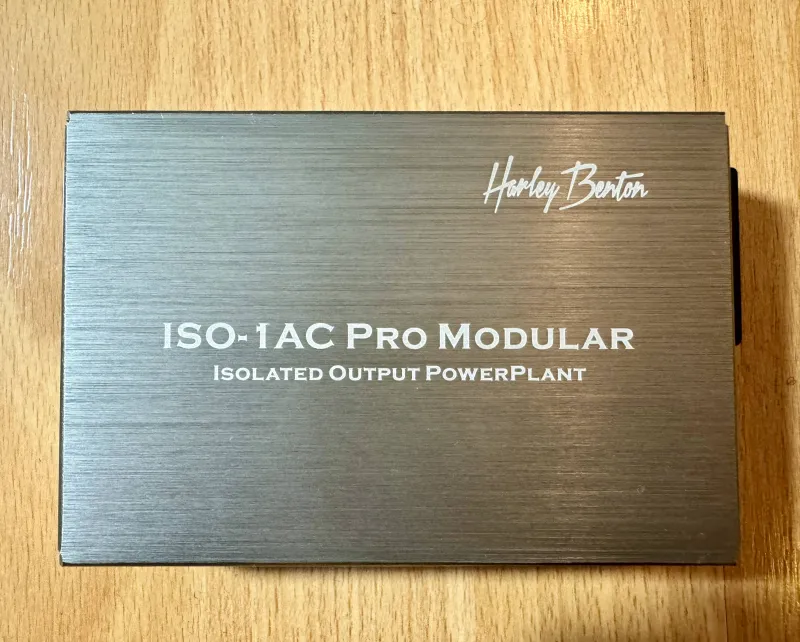 Harley Benton
ISO-1AC PRO MODULAR
ISOLATED OUTPUT POWERPLANT